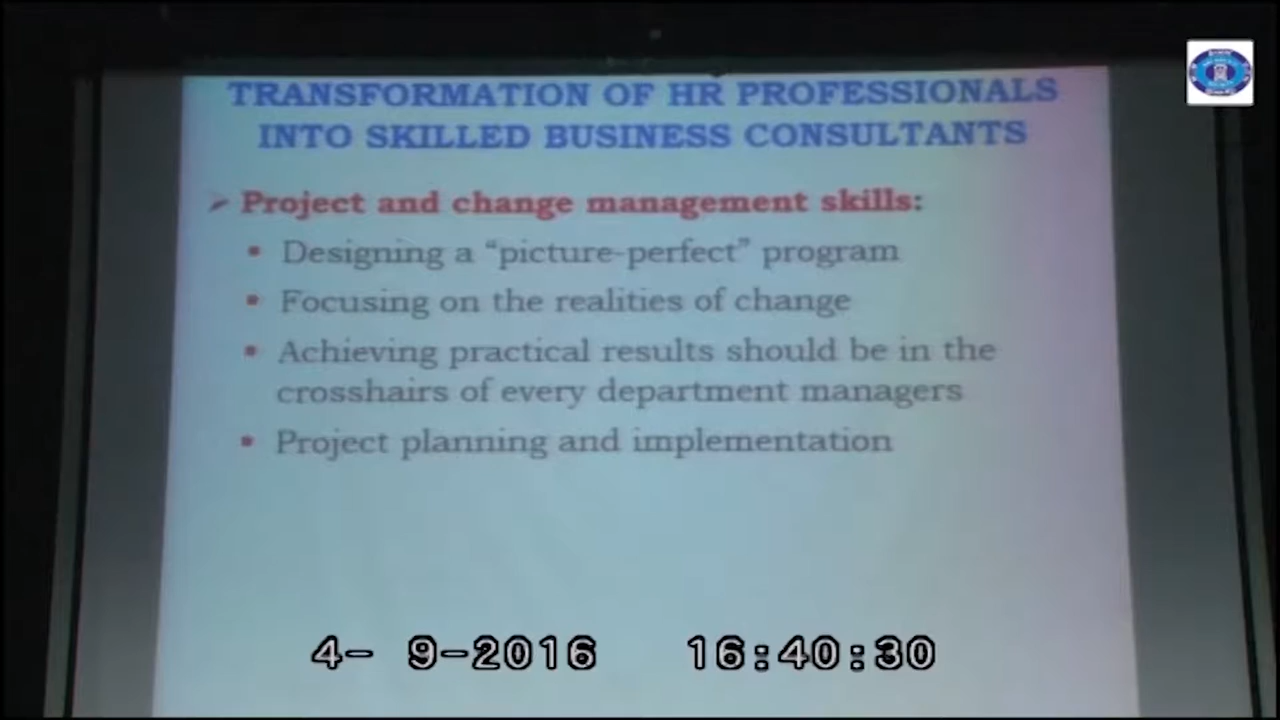 TRANSFORMATION OF HR PROFESSIONALS
INTO SKILLED BUSINESS CONSULTANTS
➢ Project and change management skills:
▪ Designing a “picture-perfect” program
▪ Focusing on the realities of change
▪ Achieving practical results should be in the
crosshairs of every department managers
▪ Project planning and implementation
4- 9-2016 16:40:30